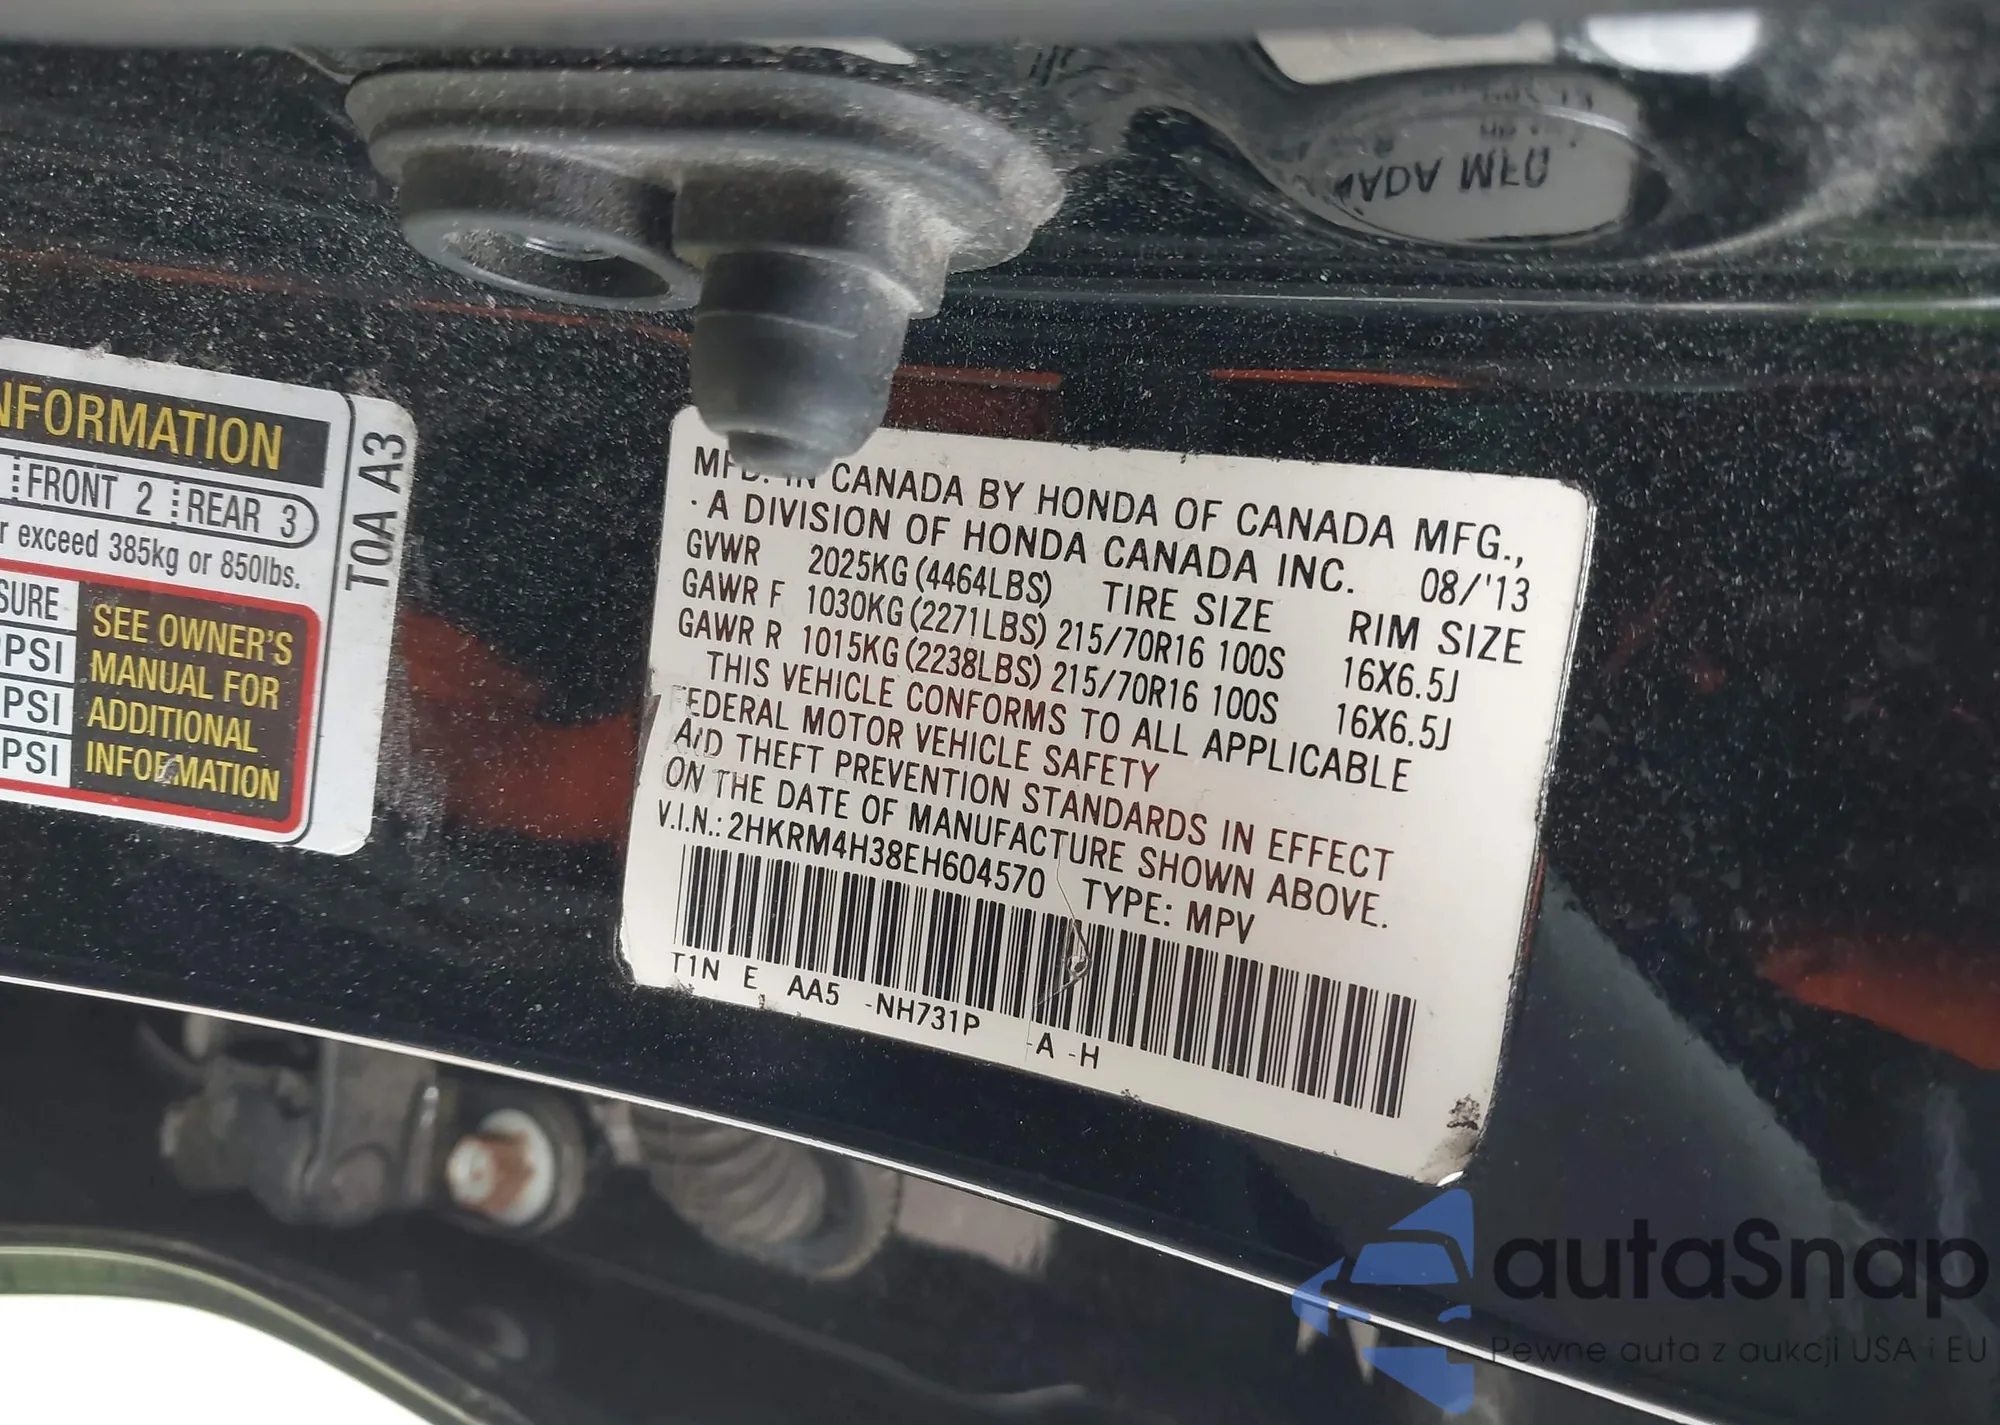 NFORMATION
FRONT 2 REAR 3
r exceed 385kg or 850lbs.
SURE
PSI
PSI
PSI
SEE OWNER'S
MANUAL FOR
ADDITIONAL
INFORMATION
T0A A3
MFD. IN CANADA BY HONDA OF CANADA MFG.,
· A DIVISION OF HONDA CANADA INC. 08/'13
GVWR 2025KG (4464LBS) TIRE SIZE RIM SIZE
GAWR F 1030KG (2271LBS) 215/70R16 100S 16X6.5J
GAWR R 1015KG (2238LBS) 215/70R16 100S 16X6.5J
THIS VEHICLE CONFORMS TO ALL APPLICABLE
FEDERAL MOTOR VEHICLE SAFETY
AND THEFT PREVENTION STANDARDS IN EFFECT
ON THE DATE OF MANUFACTURE SHOWN ABOVE.
V.I.N.: 2HKRM4H38EH604570 TYPE: MPV
T1N E AA5 -NH731P -A -H
autaSnap
Pewne auta z aukcji USA i EU